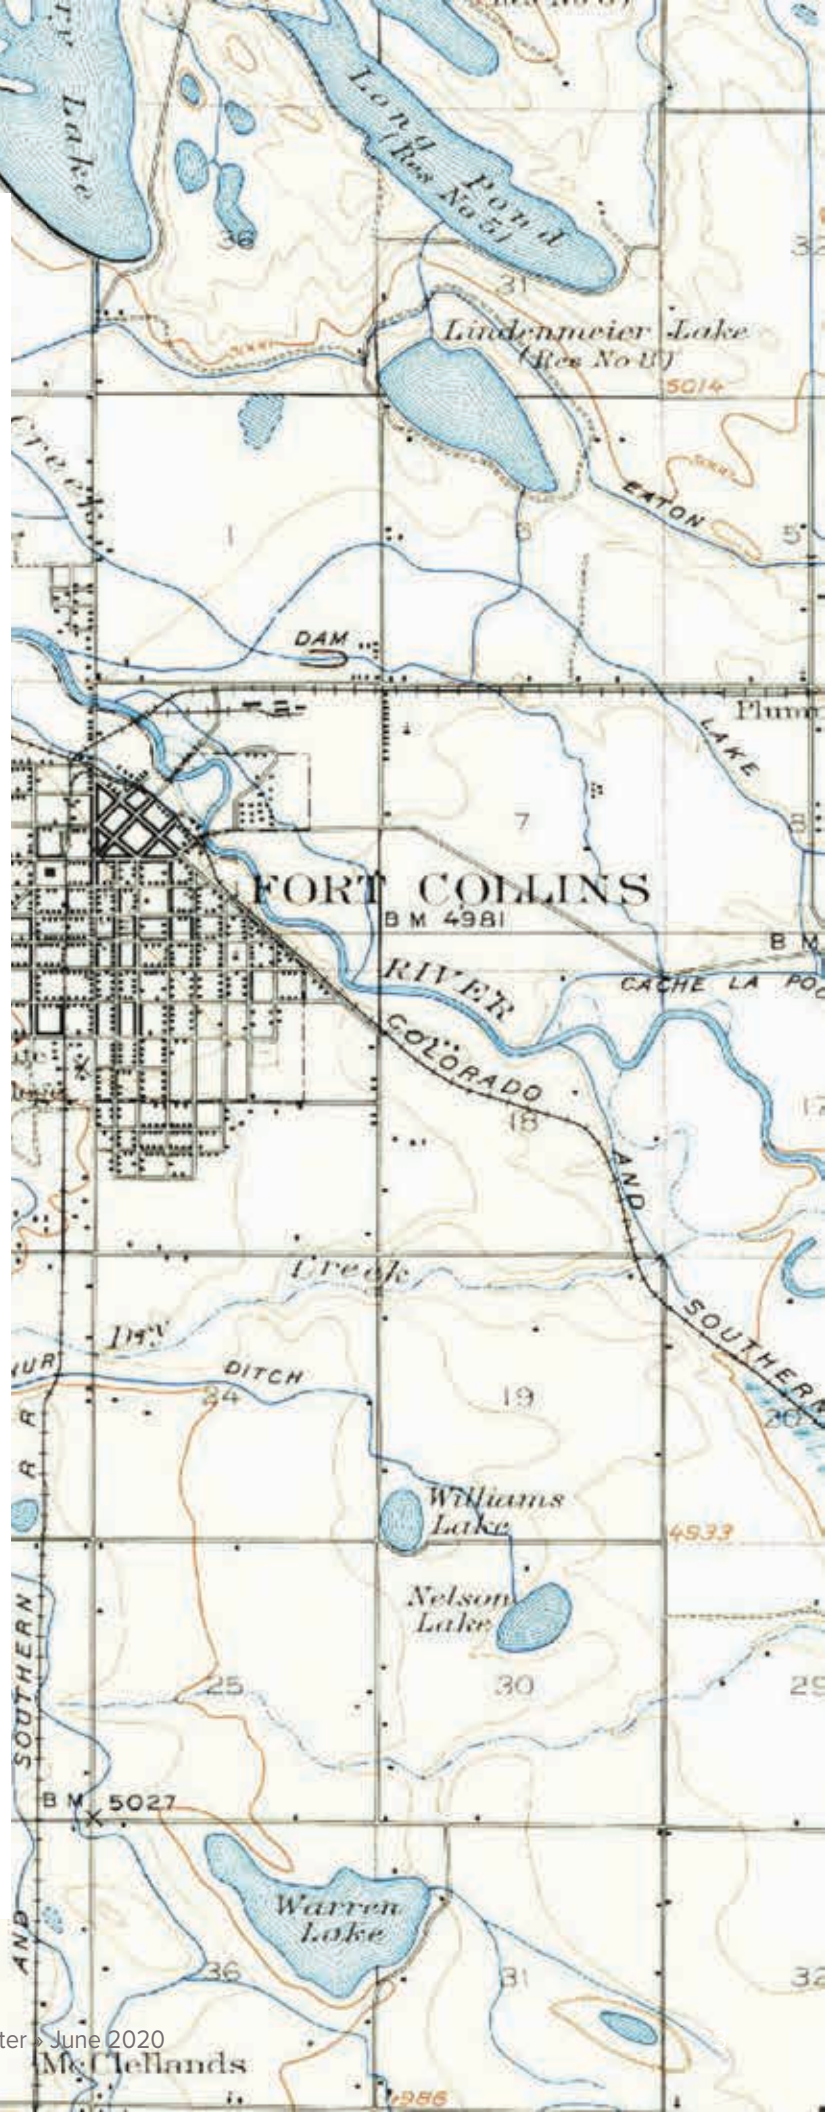 Lake
Long Pond
(Res No 5)
36
31
32
Lindenmeier Lake
(Res No 8)
5014
Creek
EATON
1
6
5
DAM
LAKE
7
8
FORT COLLINS
B M 4981
B M
RIVER
CACHE LA
COLORADO
18
17
AND
Creek
SOUTHERN
Dry
DITCH
24
19
20
R R
Williams
Lake
4933
Nelson
Lake
SOUTHERN
25
30
29
B M 5027
Warren
Lake
AND
36
31
32
June 2020
McClellands
4986